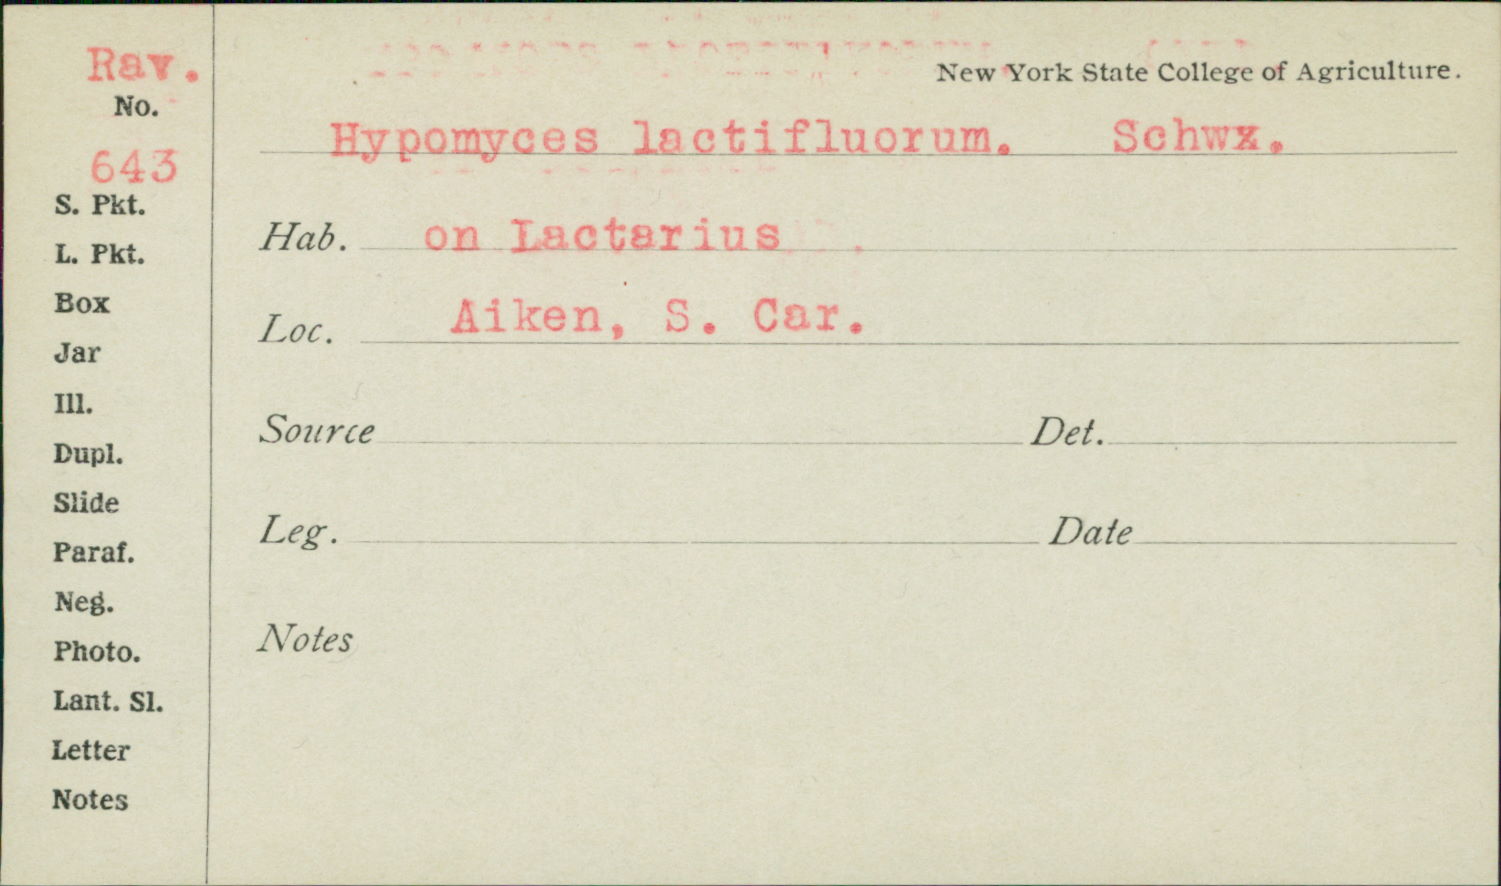 Rav.
No.
643
S. Pkt.
L. Pkt.
Box
Jar
Ill.
Dupl.
Slide
Paraf.
Neg.
Photo.
Lant. Sl.
Letter
Notes
New York State College of Agriculture.
Hypomyces lactifluorum. Schwx.
Hab. on Lactarius
Loc. Aiken, S. Car.
Source Det.
Leg. Date
Notes